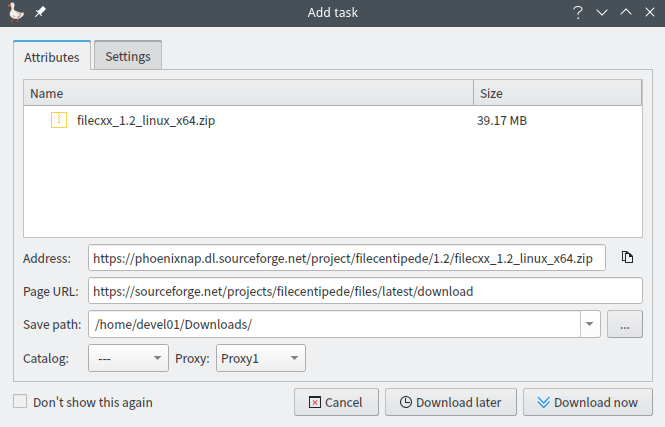 Add task
Attributes Settings
Name Size
filecxx_1.2_linux_x64.zip 39.17 MB
Address: https://phoenixnap.dl.sourceforge.net/project/filecentipede/1.2/filecxx_1.2_linux_x64.zip
Page URL: https://sourceforge.net/projects/filecentipede/files/latest/download
Save path: /home/devel01/Downloads/ ...
Catalog: --- Proxy: Proxy1
Don't show this again Cancel Download later Download now